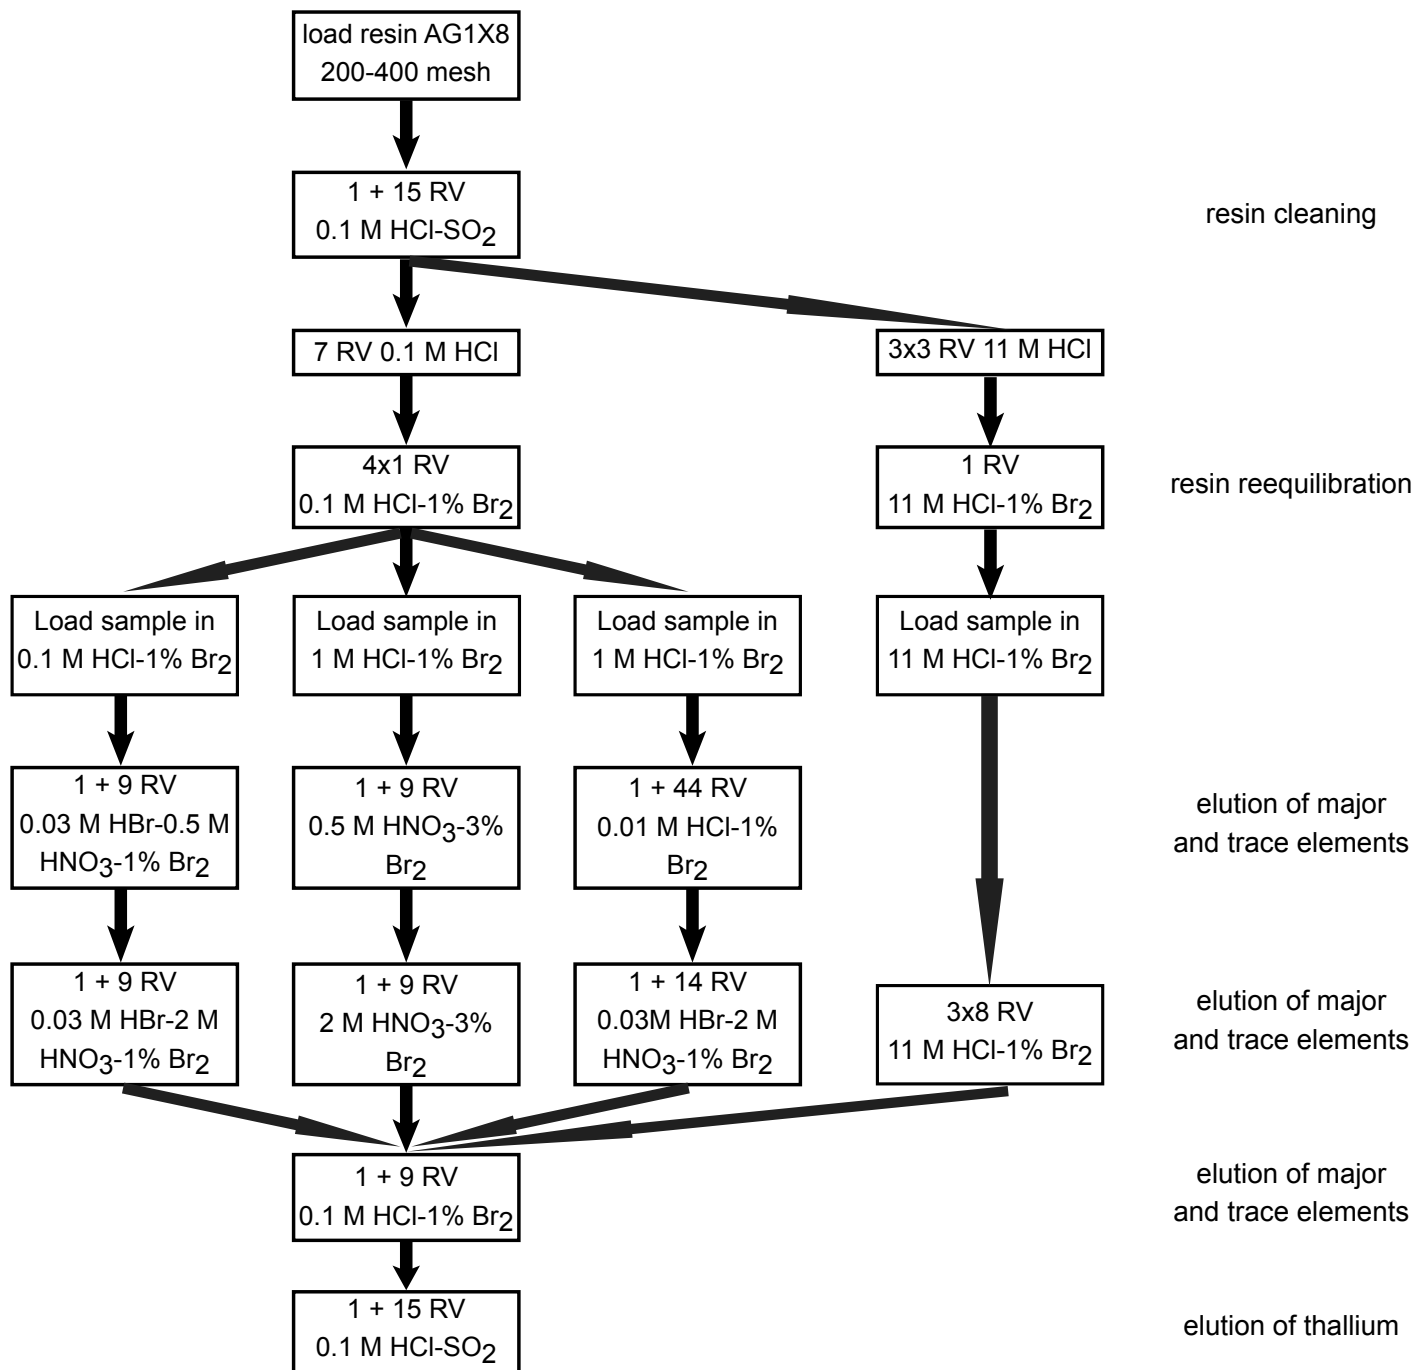 load resin AG1X8
200-400 mesh
1 + 15 RV
0.1 M HCl-SO2
resin cleaning
7 RV 0.1 M HCl
3x3 RV 11 M HCl
4x1 RV
0.1 M HCl-1% Br2
1 RV
11 M HCl-1% Br2
resin reequilibration
Load sample in
0.1 M HCl-1% Br2
Load sample in
1 M HCl-1% Br2
Load sample in
1 M HCl-1% Br2
Load sample in
11 M HCl-1% Br2
1 + 9 RV
0.03 M HBr-0.5 M
HNO3-1% Br2
1 + 9 RV
0.5 M HNO3-3%
Br2
1 + 44 RV
0.01 M HCl-1%
Br2
elution of major
and trace elements
1 + 9 RV
0.03 M HBr-2 M
HNO3-1% Br2
1 + 9 RV
2 M HNO3-3%
Br2
1 + 14 RV
0.03M HBr-2 M
HNO3-1% Br2
3x8 RV
11 M HCl-1% Br2
elution of major
and trace elements
1 + 9 RV
0.1 M HCl-1% Br2
elution of major
and trace elements
1 + 15 RV
0.1 M HCl-SO2
elution of thallium